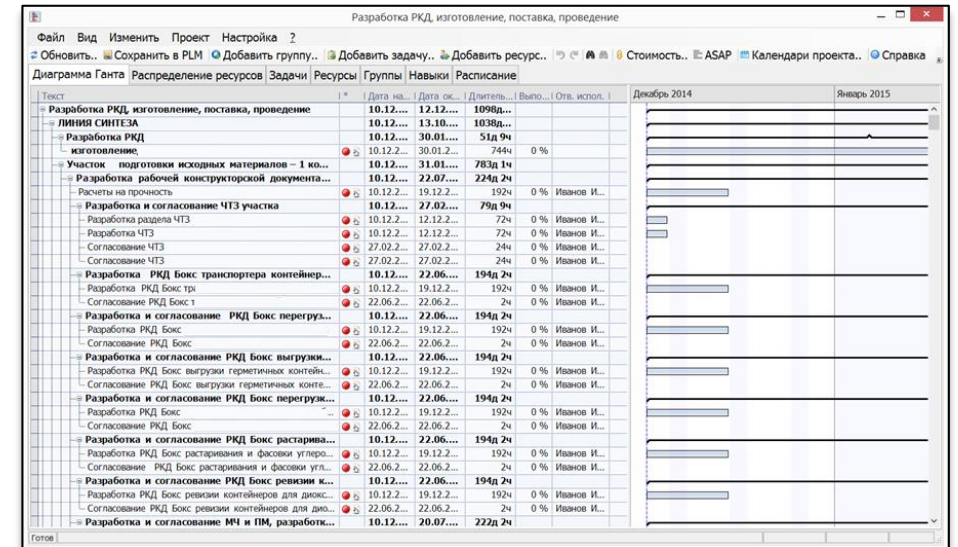 Разработка РКД, изготовление, поставка, проведение
Файл Вид Изменить Проект Настройка ?
Обновить.. Сохранить в PLM Добавить группу.. Добавить задачу.. Добавить ресурс.. Стоимость.. ASAP Календари проекта.. Справка
Диаграмма Ганта Распределение ресурсов Задачи Ресурсы Группы Навыки Расписание
Текст * Дата на... Дата ок... Длитель... Выпо... Отв. испол. Декабрь 2014 Январь 2015
Разработка РКД, изготовление, поставка, проведение 10.12.... 12.12.... 1098д...
ЛИНИЯ СИНТЕЗА 10.12.... 13.10.... 1038д...
Разработка РКД 10.12.... 30.01.... 51д 9ч
изготовление, 10.12.2... 30.01.2... 744ч 0 %
Участок подготовки исходных материалов – 1 ко... 10.12.... 31.01.... 783д 1ч
Разработка рабочей конструкторской документа... 10.12.... 22.07.... 224д 2ч
Расчеты на прочность 10.12.2... 19.12.2... 192ч 0 % Иванов И...
Разработка и согласование ЧТЗ участка 10.12.... 27.02.... 79д 9ч
Разработка раздела ЧТЗ 10.12.2... 12.12.2... 72ч 0 % Иванов И...
Разработка ЧТЗ 10.12.2... 12.12.2... 72ч 0 % Иванов И...
Согласование ЧТЗ 27.02.2... 27.02.2... 24ч 0 % Иванов И...
Согласование ЧТЗ 27.02.2... 27.02.2... 24ч 0 % Иванов И...
Разработка РКД Бокс транспортера контейнер... 10.12.... 22.06.... 194д 2ч
Разработка РКД Бокс тра 10.12.2... 19.12.2... 192ч 0 % Иванов И...
Согласование РКД Бокс т 22.06.2... 22.06.2... 2ч 0 % Иванов И...
Разработка и согласование РКД Бокс перегруз... 10.12.... 22.06.... 194д 2ч
Разработка РКД Бокс 10.12.2... 19.12.2... 192ч 0 % Иванов И...
Согласование РКД Бокс 22.06.2... 22.06.2... 2ч 0 % Иванов И...
Разработка и согласование РКД Бокс выгрузки... 10.12.... 22.06.... 194д 2ч
Разработка РКД Бокс выгрузки герметичных контейн... 10.12.2... 19.12.2... 192ч 0 % Иванов И...
Согласование РКД Бокс выгрузки герметичных конте... 22.06.2... 22.06.2... 2ч 0 % Иванов И...
Разработка и согласование РКД Бокс перегрузк... 10.12.... 22.06.... 194д 2ч
Разработка РКД Бокс ... 10.12.2... 19.12.2... 192ч 0 % Иванов И...
Согласование РКД Бокс 22.06.2... 22.06.2... 2ч 0 % Иванов И...
Разработка и согласование РКД Бокс растарива... 10.12.... 22.06.... 194д 2ч
Разработка РКД Бокс растаривания и фасовки углеро... 10.12.2... 19.12.2... 192ч 0 % Иванов И...
Согласование РКД Бокс растаривания и фасовки угл... 22.06.2... 22.06.2... 2ч 0 % Иванов И...
Разработка и согласование РКД Бокс ревизии к... 10.12.... 22.06.... 194д 2ч
Разработка РКД Бокс ревизии контейнеров для диокс... 10.12.2... 19.12.2... 192ч 0 % Иванов И...
Согласование РКД Бокс ревизии контейнеров для дио... 22.06.2... 22.06.2... 2ч 0 % Иванов И...
Разработка и согласование МЧ и ПМ, разработк... 10.12.... 20.07.... 222д 2ч
Готов